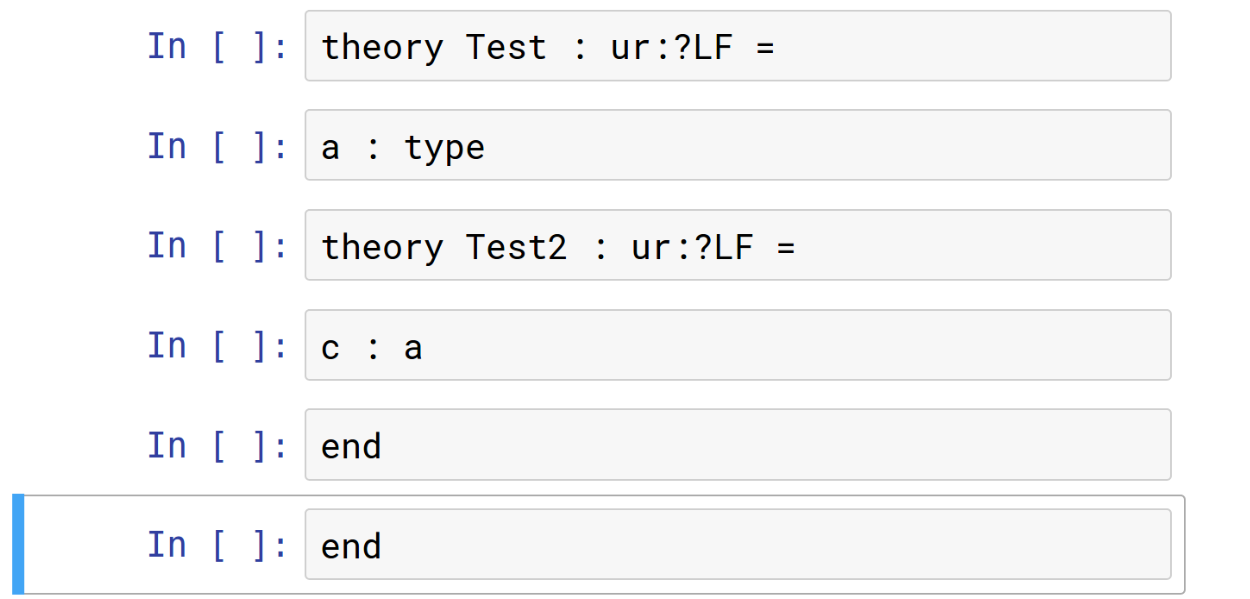 In [ ]: theory Test : ur:?LF =
In [ ]: a : type
In [ ]: theory Test2 : ur:?LF =
In [ ]: c : a
In [ ]: end
In [ ]: end